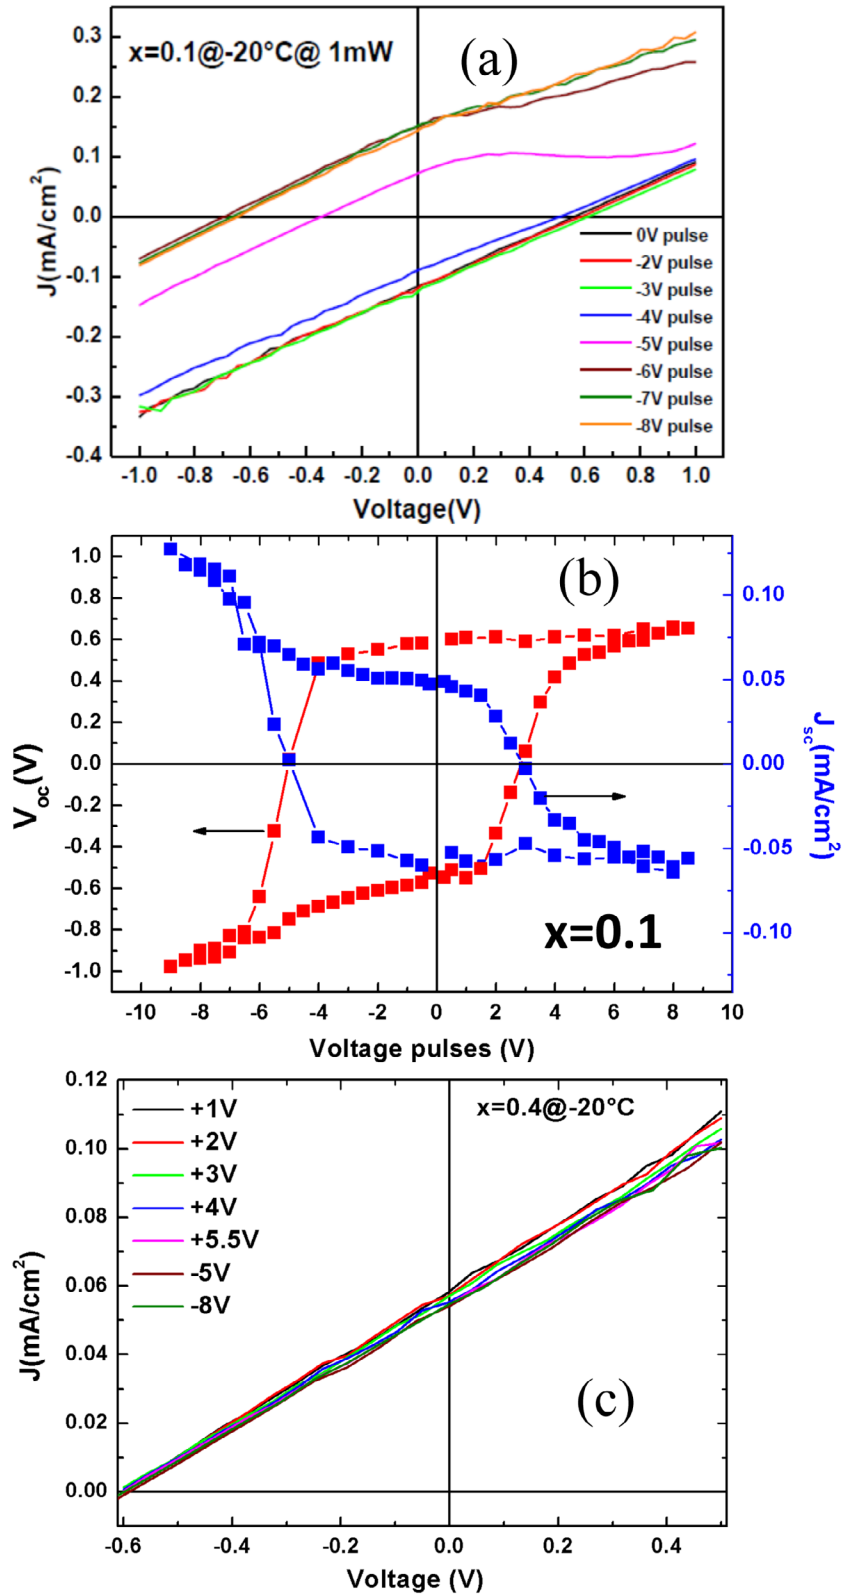 x=0.1@-20°C@ 1mW
(a)
0.3
0.2
0.1
0.0
-0.1
-0.2
-0.3
-0.4
J(mA/cm²)
0V pulse
-2V pulse
-3V pulse
-4V pulse
-5V pulse
-6V pulse
-7V pulse
-8V pulse
-1.0 -0.8 -0.6 -0.4 -0.2 0.0 0.2 0.4 0.6 0.8 1.0
Voltage(V)
(b)
1.0
0.8
0.6
0.4
0.2
0.0
-0.2
-0.4
-0.6
-0.8
-1.0
Voc(V)
0.10
0.05
0.00
-0.05
-0.10
Jsc(mA/cm²)
x=0.1
-10 -8 -6 -4 -2 0 2 4 6 8 10
Voltage pulses (V)
0.12
0.10
0.08
0.06
0.04
0.02
0.00
J(mA/cm²)
+1V
+2V
+3V
+4V
+5.5V
-5V
-8V
x=0.4@-20°C
(c)
-0.6 -0.4 -0.2 0.0 0.2 0.4
Voltage (V)